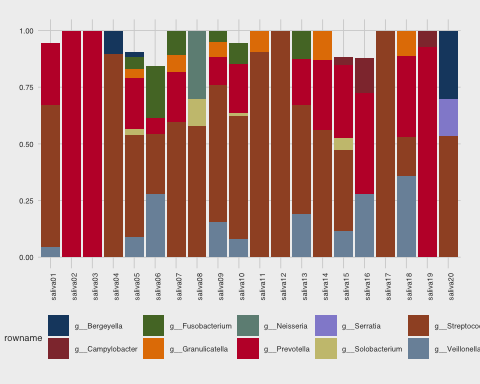 1.00
0.75
0.50
0.25
0.00
saliva01 saliva02 saliva03 saliva04 saliva05 saliva06 saliva07 saliva08 saliva09 saliva10 saliva11 saliva12 saliva13 saliva14 saliva15 saliva16 saliva17 saliva18 saliva19 saliva20
rowname
g__Bergeyella g__Fusobacterium g__Neisseria g__Serratia g__Streptoco
g__Campylobacter g__Granulicatella g__Prevotella g__Solobacterium g__Veillonella